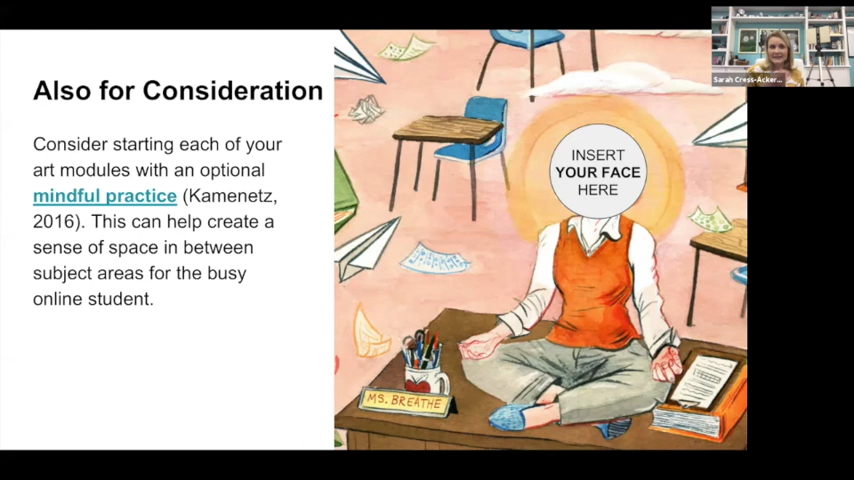 Also for Consideration
Consider starting each of your
art modules with an optional
mindful practice (Kamenetz,
2016). This can help create a
sense of space in between
subject areas for the busy
online student.
INSERT
YOUR FACE
HERE
MS. BREATHE
Sarah Cress-Acker...